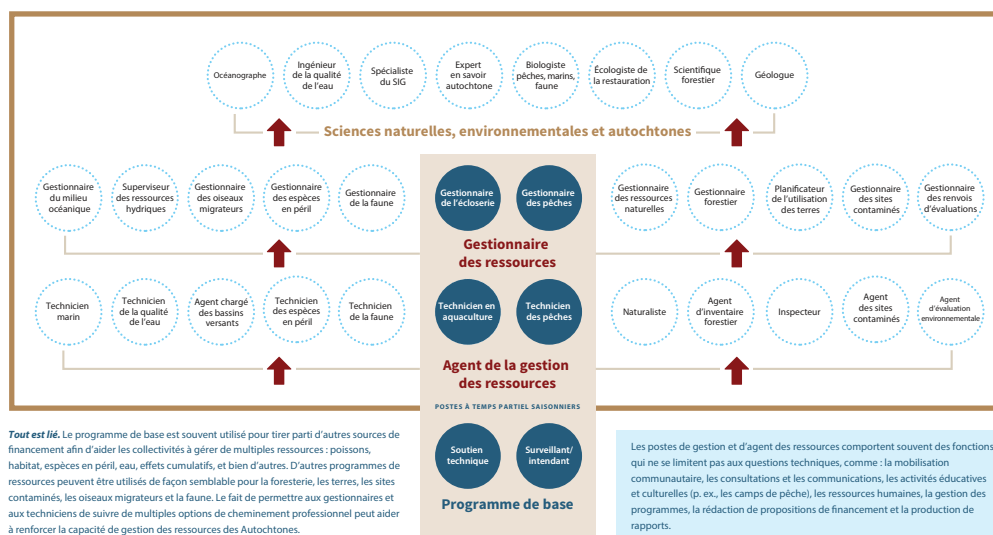 Océanographe
Ingénieur
de la qualité
de l'eau
Spécialiste
du SIG
Expert
en savoir
autochtone
Biologiste
pêches, marins,
faune
Écologiste de
la restauration
Scientifique
forestier
Géologue
Sciences naturelles, environnementales et autochtones
Gestionnaire
du milieu
océanique
Superviseur
des ressources
hydriques
Gestionnaire
des oiseaux
migrateurs
Gestionnaire
des espèces
en péril
Gestionnaire
de la faune
Gestionnaire
de l'écloserie
Gestionnaire
des pêches
Gestionnaire
des ressources
naturelles
Gestionnaire
forestier
Planificateur
de l'utilisation
des terres
Gestionnaire
des sites
contaminés
Gestionnaire
des renvois
d'évaluations
Gestionnaire
des ressources
Technicien
marin
Technicien
de la qualité
de l'eau
Agent chargé
des bassins
versants
Technicien
des espèces
en péril
Technicien
de la faune
Technicien en
aquaculture
Technicien
des pêches
Naturaliste
Agent
d'inventaire
forestier
Inspecteur
Agent
des sites
contaminés
Agent
d'évaluation
environnementale
Agent de la gestion
des ressources
POSTES À TEMPS PARTIEL SAISONNIERS
Soutien
technique
Surveillant/
intendant
Programme de base
Tout est lié. Le programme de base est souvent utilisé pour tirer parti d'autres sources de
financement afin d'aider les collectivités à gérer de multiples ressources : poissons,
habitat, espèces en péril, eau, effets cumulatifs, et bien d'autres. D'autres programmes de
ressources peuvent être utilisés de façon semblable pour la foresterie, les terres, les sites
contaminés, les oiseaux migrateurs et la faune. Le fait de permettre aux gestionnaires et
aux techniciens de suivre de multiples options de cheminement professionnel peut aider
à renforcer la capacité de gestion des ressources des Autochtones.
Les postes de gestion et d'agent des ressources comportent souvent des fonctions
qui ne se limitent pas aux questions techniques, comme : la mobilisation
communautaire, les consultations et les communications, les activités éducatives
et culturelles (p. ex., les camps de pêche), les ressources humaines, la gestion des
programmes, la rédaction de propositions de financement et la production de
rapports.